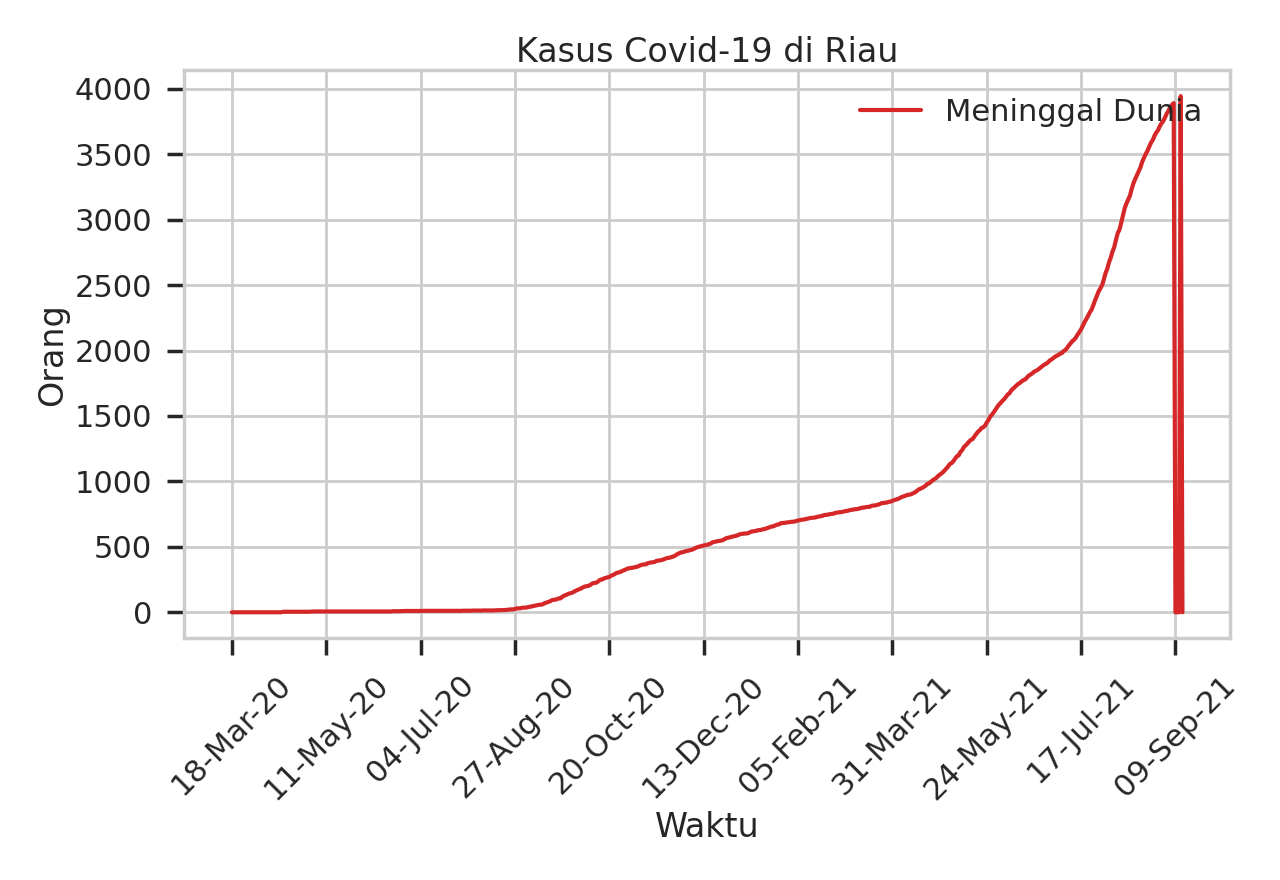 Kasus Covid-19 di Riau
Meninggal Dunia
4000
3500
3000
2500
2000
1500
1000
500
0
Orang
18-Mar-20
11-May-20
04-Jul-20
27-Aug-20
20-Oct-20
13-Dec-20
05-Feb-21
31-Mar-21
24-May-21
17-Jul-21
09-Sep-21
Waktu